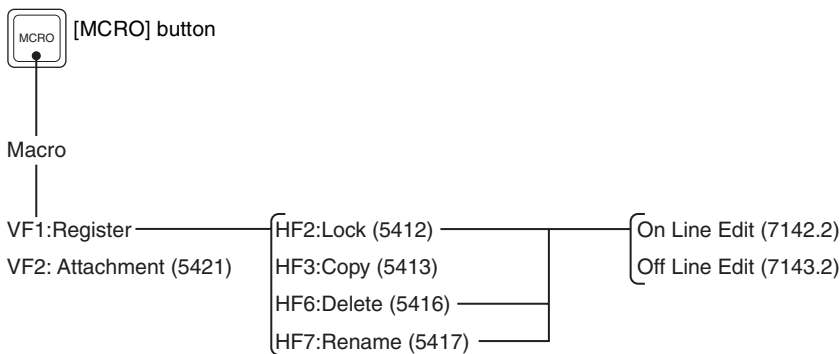 MCRO
[MCRO] button
Macro
VF1:Register
HF2:Lock (5412)
On Line Edit (7142.2)
VF2: Attachment (5421)
HF3:Copy (5413)
Off Line Edit (7143.2)
HF6:Delete (5416)
HF7:Rename (5417)